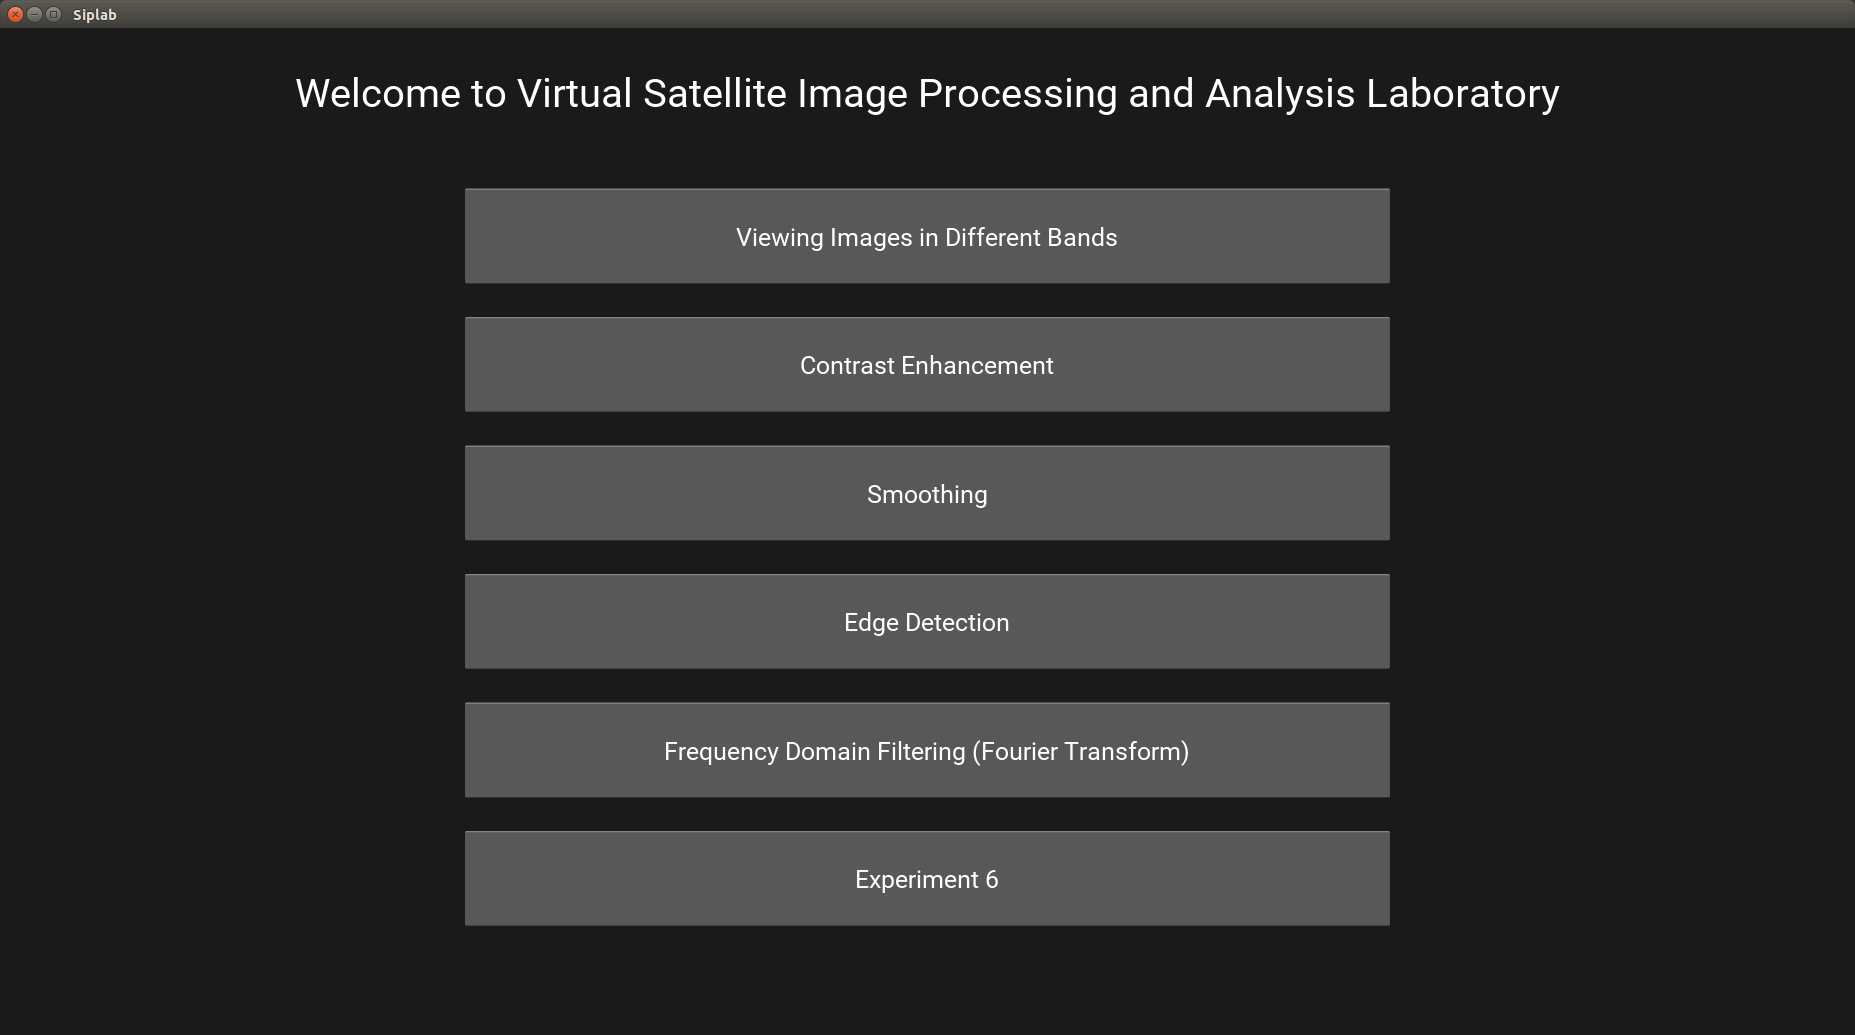 Siplab
Welcome to Virtual Satellite Image Processing and Analysis Laboratory
Viewing Images in Different Bands
Contrast Enhancement
Smoothing
Edge Detection
Frequency Domain Filtering (Fourier Transform)
Experiment 6